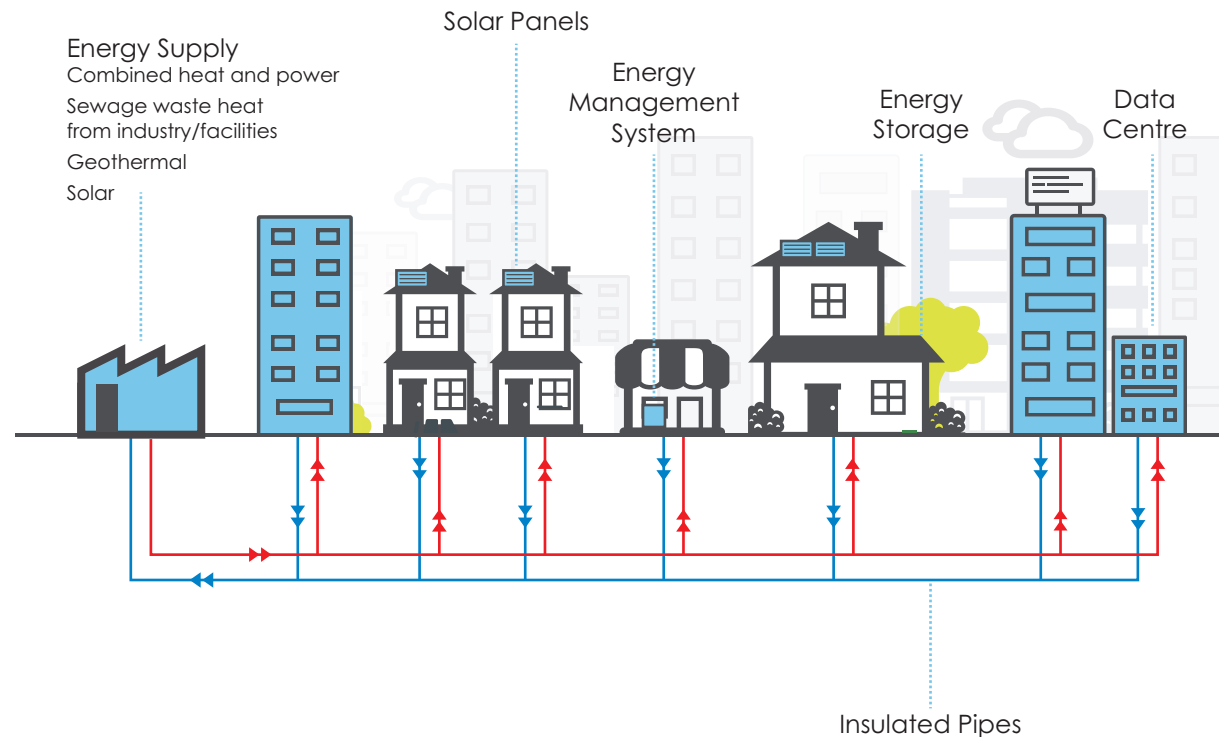 Solar Panels
Energy Supply
Combined heat and power
Sewage waste heat
from industry/facilities
Geothermal
Solar
Energy
Management
System
Energy
Storage
Data
Centre
Insulated Pipes